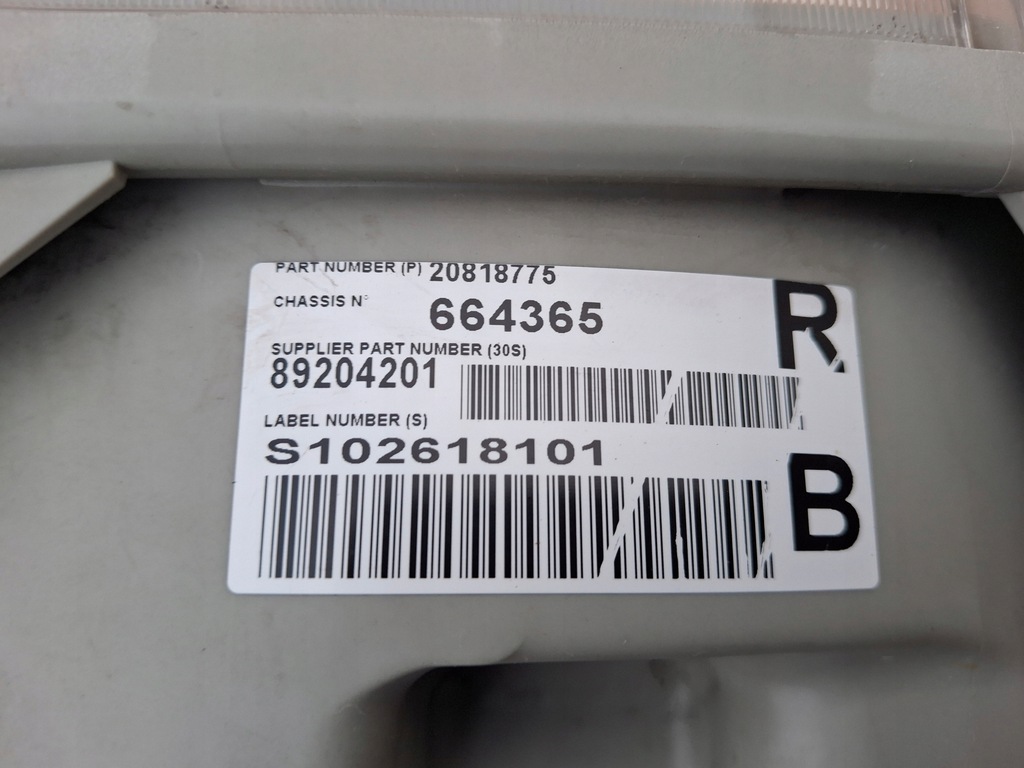 PART NUMBER (P) 20818775
CHASSIS N° 664365
R
SUPPLIER PART NUMBER (30S)
89204201
LABEL NUMBER (S)
S102618101
B